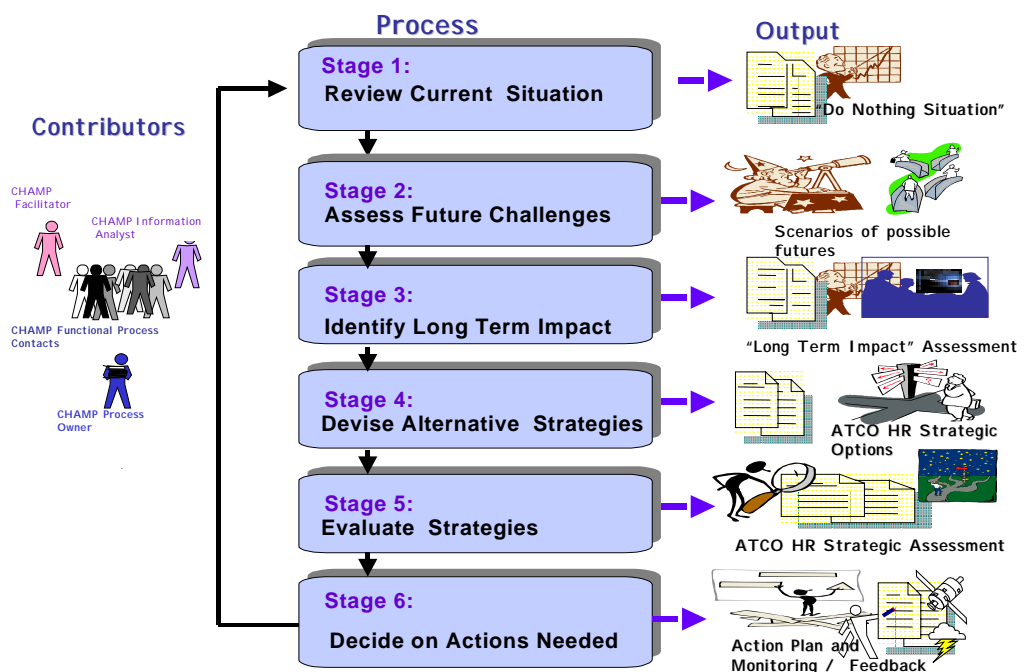 Process
Output
Contributors
CHAMP
Facilitator
CHAMP Information
Analyst
CHAMP Functional Process
Contacts
CHAMP Process
Owner
Stage 1:
Review Current Situation
"Do Nothing Situation"
Stage 2:
Assess Future Challenges
Scenarios of possible
futures
Stage 3:
Identify Long Term Impact
"Long Term Impact" Assessment
Stage 4:
Devise Alternative Strategies
ATCO HR Strategic
Options
Stage 5:
Evaluate Strategies
ATCO HR Strategic Assessment
Stage 6:
Decide on Actions Needed
Action Plan and
Monitoring / Feedback